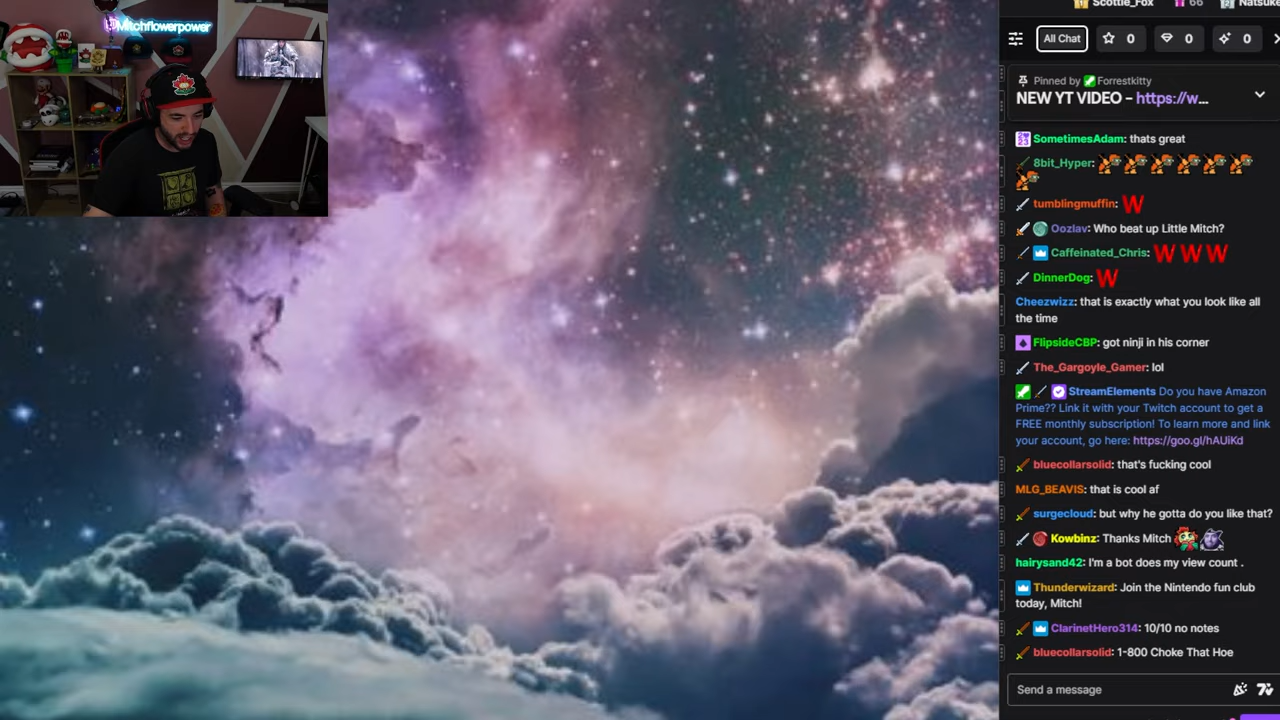 Mitchflowerpower
Scottie_Fox 66 Natsuke
All Chat 0 0 0
Pinned by Forrestkitty
NEW YT VIDEO - https://w...
SometimesAdam: thats great
8bit_Hyper:
tumblingmuffin: W
Oozlav: Who beat up Little Mitch?
Caffeinated_Chris: W W W
DinnerDog: W
Cheezwizz: that is exactly what you look like all
the time
FlipsideCBP: got ninji in his corner
The_Gargoyle_Gamer: lol
StreamElements Do you have Amazon
Prime?? Link it with your Twitch account to get a
FREE monthly subscription! To learn more and link
your account, go here: https://goo.gl/hAUiKd
bluecollarsolid: that's fucking cool
MLG_BEAVIS: that is cool af
surgecloud: but why he gotta do you like that?
Kowbinz: Thanks Mitch
hairysand42: I'm a bot does my view count .
Thunderwizard: Join the Nintendo fun club
today, Mitch!
ClarinetHero314: 10/10 no notes
bluecollarsolid: 1-800 Choke That Hoe
Send a message